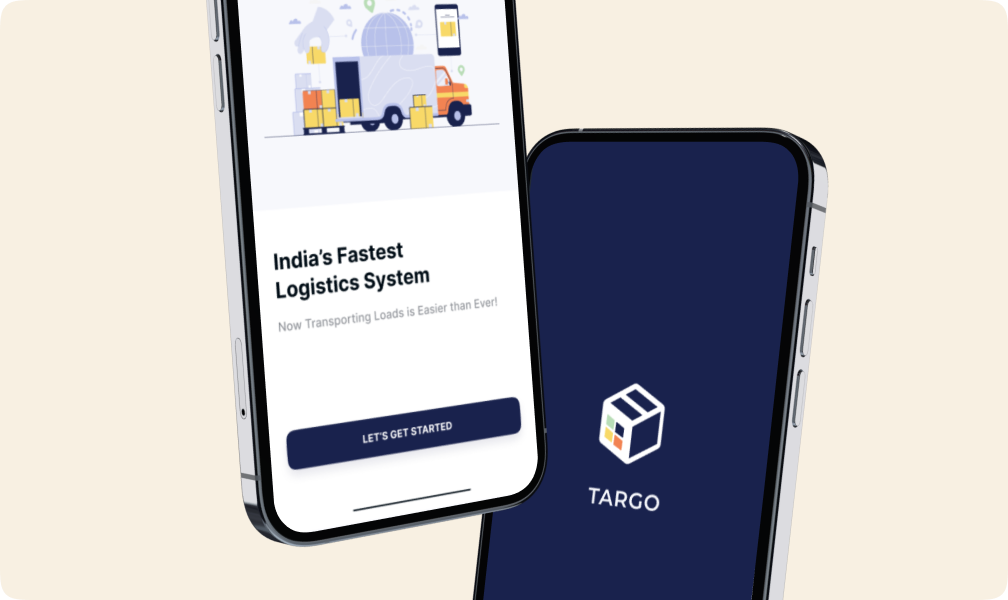 India's Fastest
Logistics System
Now Transporting Loads is Easier than Ever!
LET'S GET STARTED
TARGO